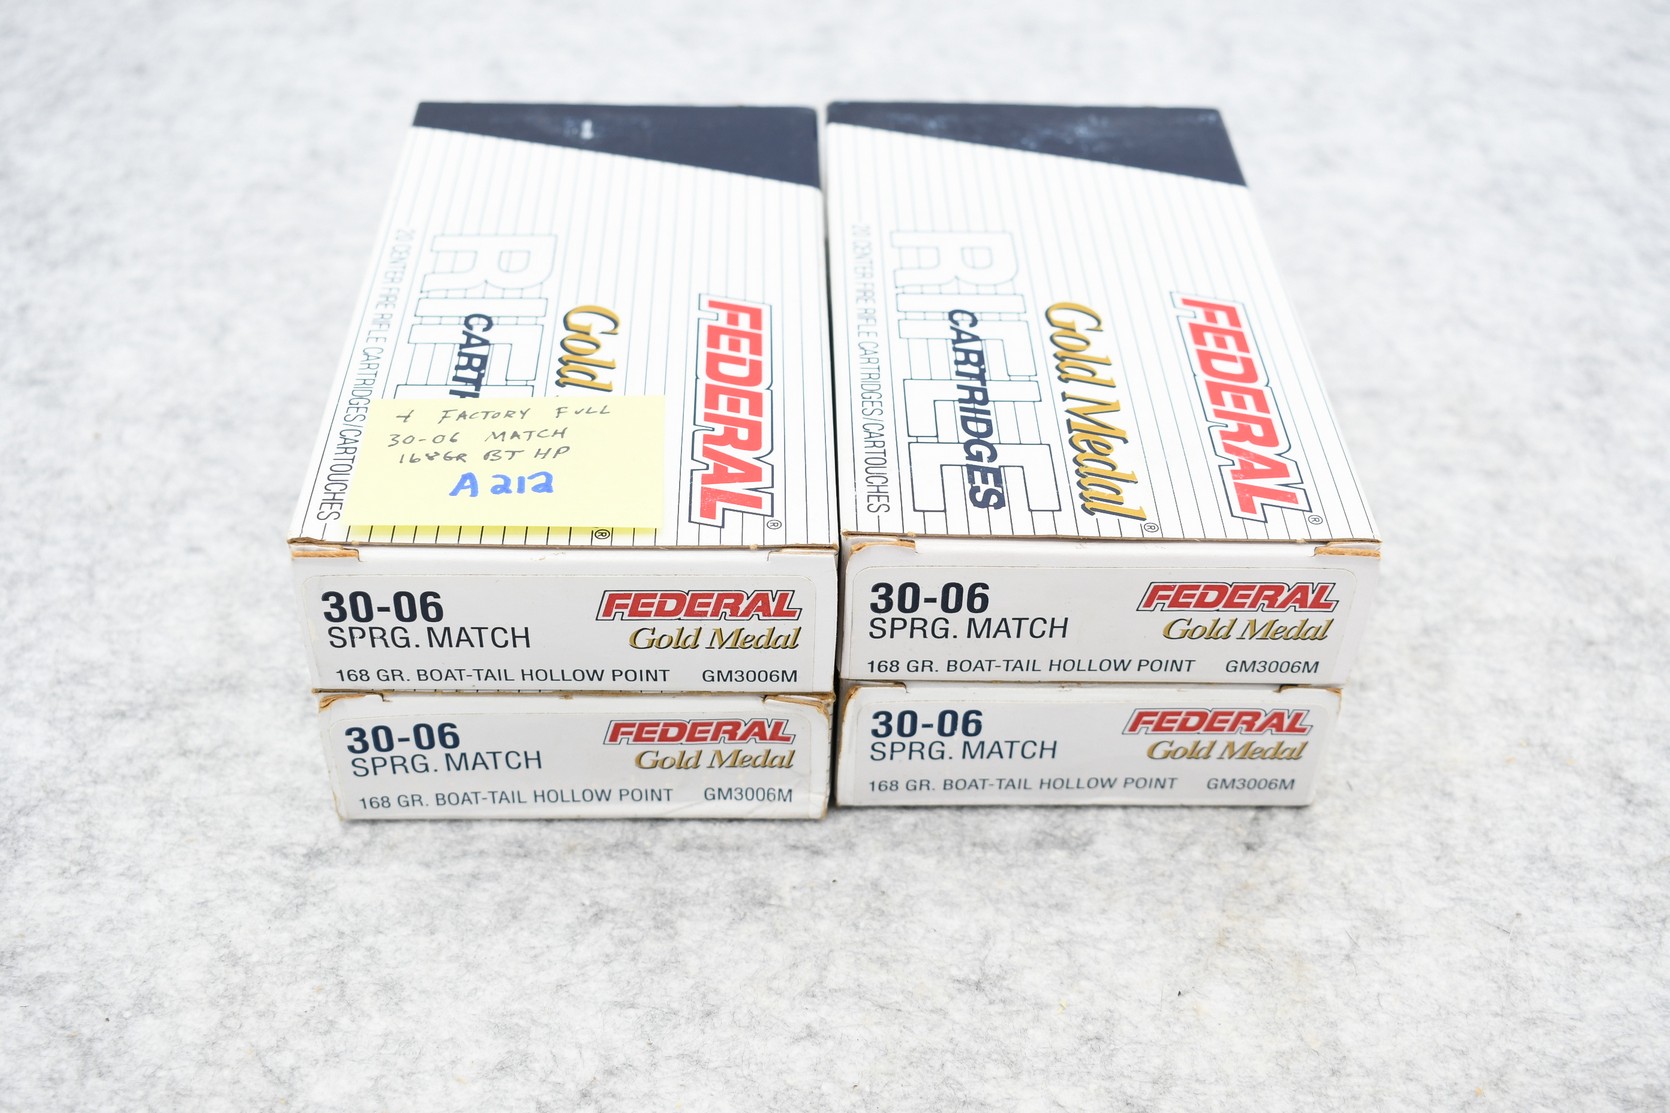 20 CENTER FIRE RIFLE CARTRIDGES/CARTOUCHES
RIFLE
CARTR
Gold
FEDERAL®
®
4 FACTORY FULL
30-06 MATCH
168GR BT HP
A212
20 CENTER FIRE RIFLE CARTRIDGES/CARTOUCHES
RIFLE
CARTRIDGES
Gold Medal®
FEDERAL®
30-06
SPRG. MATCH
FEDERAL
Gold Medal
168 GR. BOAT-TAIL HOLLOW POINT GM3006M
30-06
SPRG. MATCH
FEDERAL
Gold Medal
168 GR. BOAT-TAIL HOLLOW POINT GM3006M
30-06
SPRG. MATCH
FEDERAL
Gold Medal
168 GR. BOAT-TAIL HOLLOW POINT GM3006M
30-06
SPRG. MATCH
FEDERAL
Gold Medal
168 GR. BOAT-TAIL HOLLOW POINT GM3006M